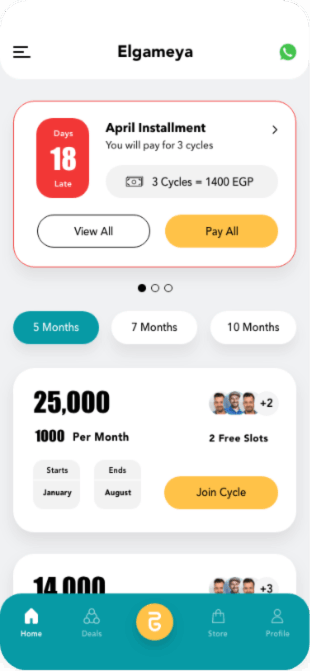 Elgameya
Days
18
Late
April Installment
You will pay for 3 cycles
3 Cycles = 1400 EGP
View All
Pay All
5 Months
7 Months
10 Months
25,000
+2
1000 Per Month
2 Free Slots
Starts
January
Ends
August
Join Cycle
14,000
+3
Home
Deals
Store
Profile